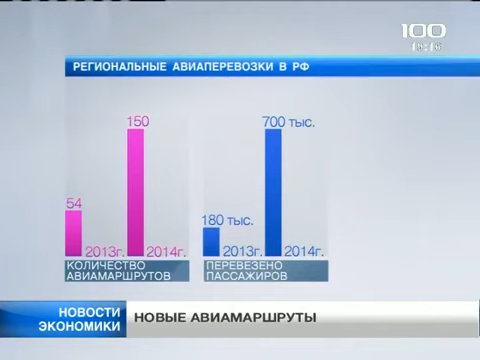 100
РЕГИОНАЛЬНЫЕ АВИАПЕРЕВОЗКИ В РФ
150
54
2013г. 2014г.
КОЛИЧЕСТВО
АВИАМАРШРУТОВ
700 тыс.
180 тыс.
2013г. 2014г.
ПЕРЕВЕЗЕНО
ПАССАЖИРОВ
НОВОСТИ
ЭКОНОМИКИ
НОВЫЕ АВИАМАРШРУТЫ